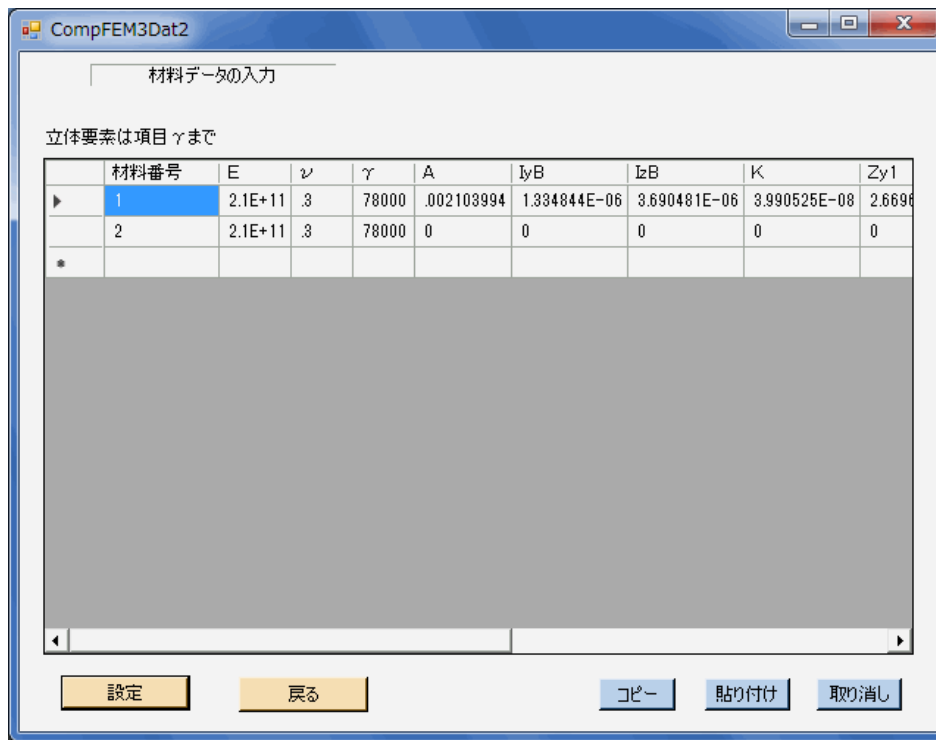 CompFEM3Dat2
材料データの入力
立体要素は項目γまで
材料番号 E ν γ A IyB IzB K Zy1
1 2.1E+11 .3 78000 .002103994 1.334844E-06 3.690481E-06 3.990525E-08 2.6696
2 2.1E+11 .3 78000 0 0 0 0 0
設定 戻る コピー 貼り付け 取り消し